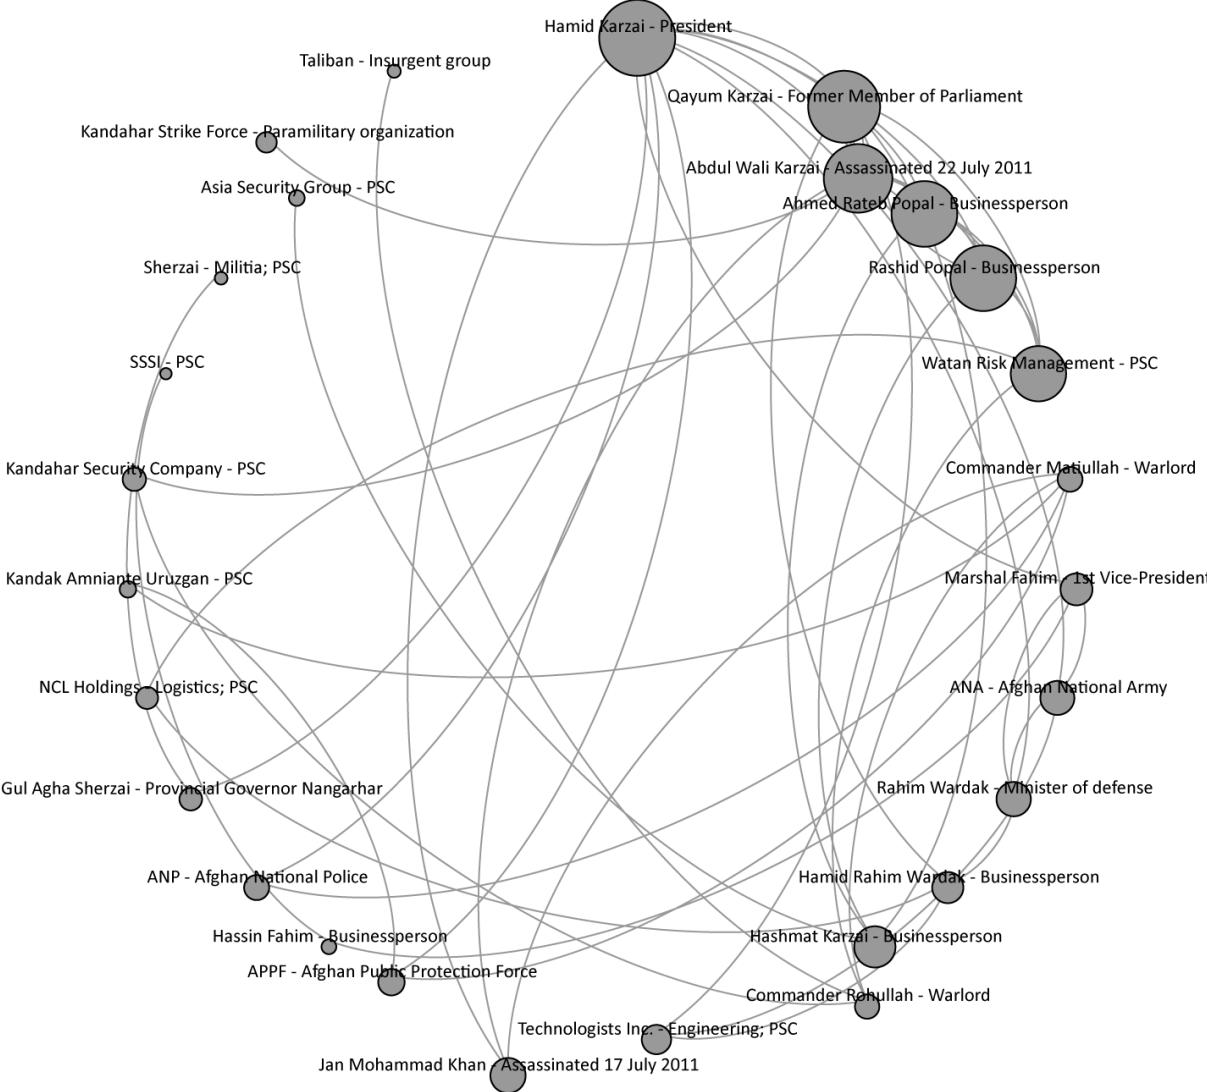 Hamid Karzai - President
Taliban - Insurgent group
Qayum Karzai - Former Member of Parliament
Kandahar Strike Force - Paramilitary organization
Abdul Wali Karzai - Assassinated 22 July 2011
Asia Security Group - PSC
Ahmed Rateb Popal - Businessperson
Sherzai - Militia; PSC
Rashid Popal - Businessperson
SSSI - PSC
Watan Risk Management - PSC
Kandahar Security Company - PSC
Commander Matiullah - Warlord
Kandak Amniante Uruzgan - PSC
Marshal Fahim - 1st Vice-President
NCL Holdings - Logistics; PSC
ANA - Afghan National Army
Gul Agha Sherzai - Provincial Governor Nangarhar
Rahim Wardak - Minister of defense
ANP - Afghan National Police
Hamid Rahim Wardak - Businessperson
Hassin Fahim - Businessperson
Hashmat Karzai - Businessperson
APPF - Afghan Public Protection Force
Commander Rohullah - Warlord
Technologists Inc. - Engineering; PSC
Jan Mohammad Khan - Assassinated 17 July 2011